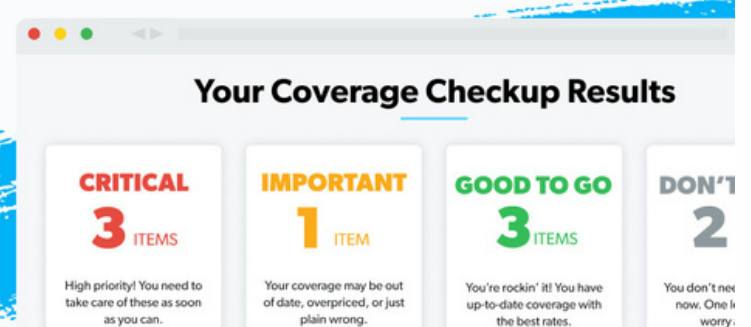 Your Coverage Checkup Results
CRITICAL
3 ITEMS
High priority! You need to
take care of these as soon
as you can.
IMPORTANT
1 ITEM
Your coverage may be out
of date, overpriced, or just
plain wrong.
GOOD TO GO
3 ITEMS
You're rockin' it! You have
up-to-date coverage with
the best rates.
DON'T
2
You don't
now. One
worry